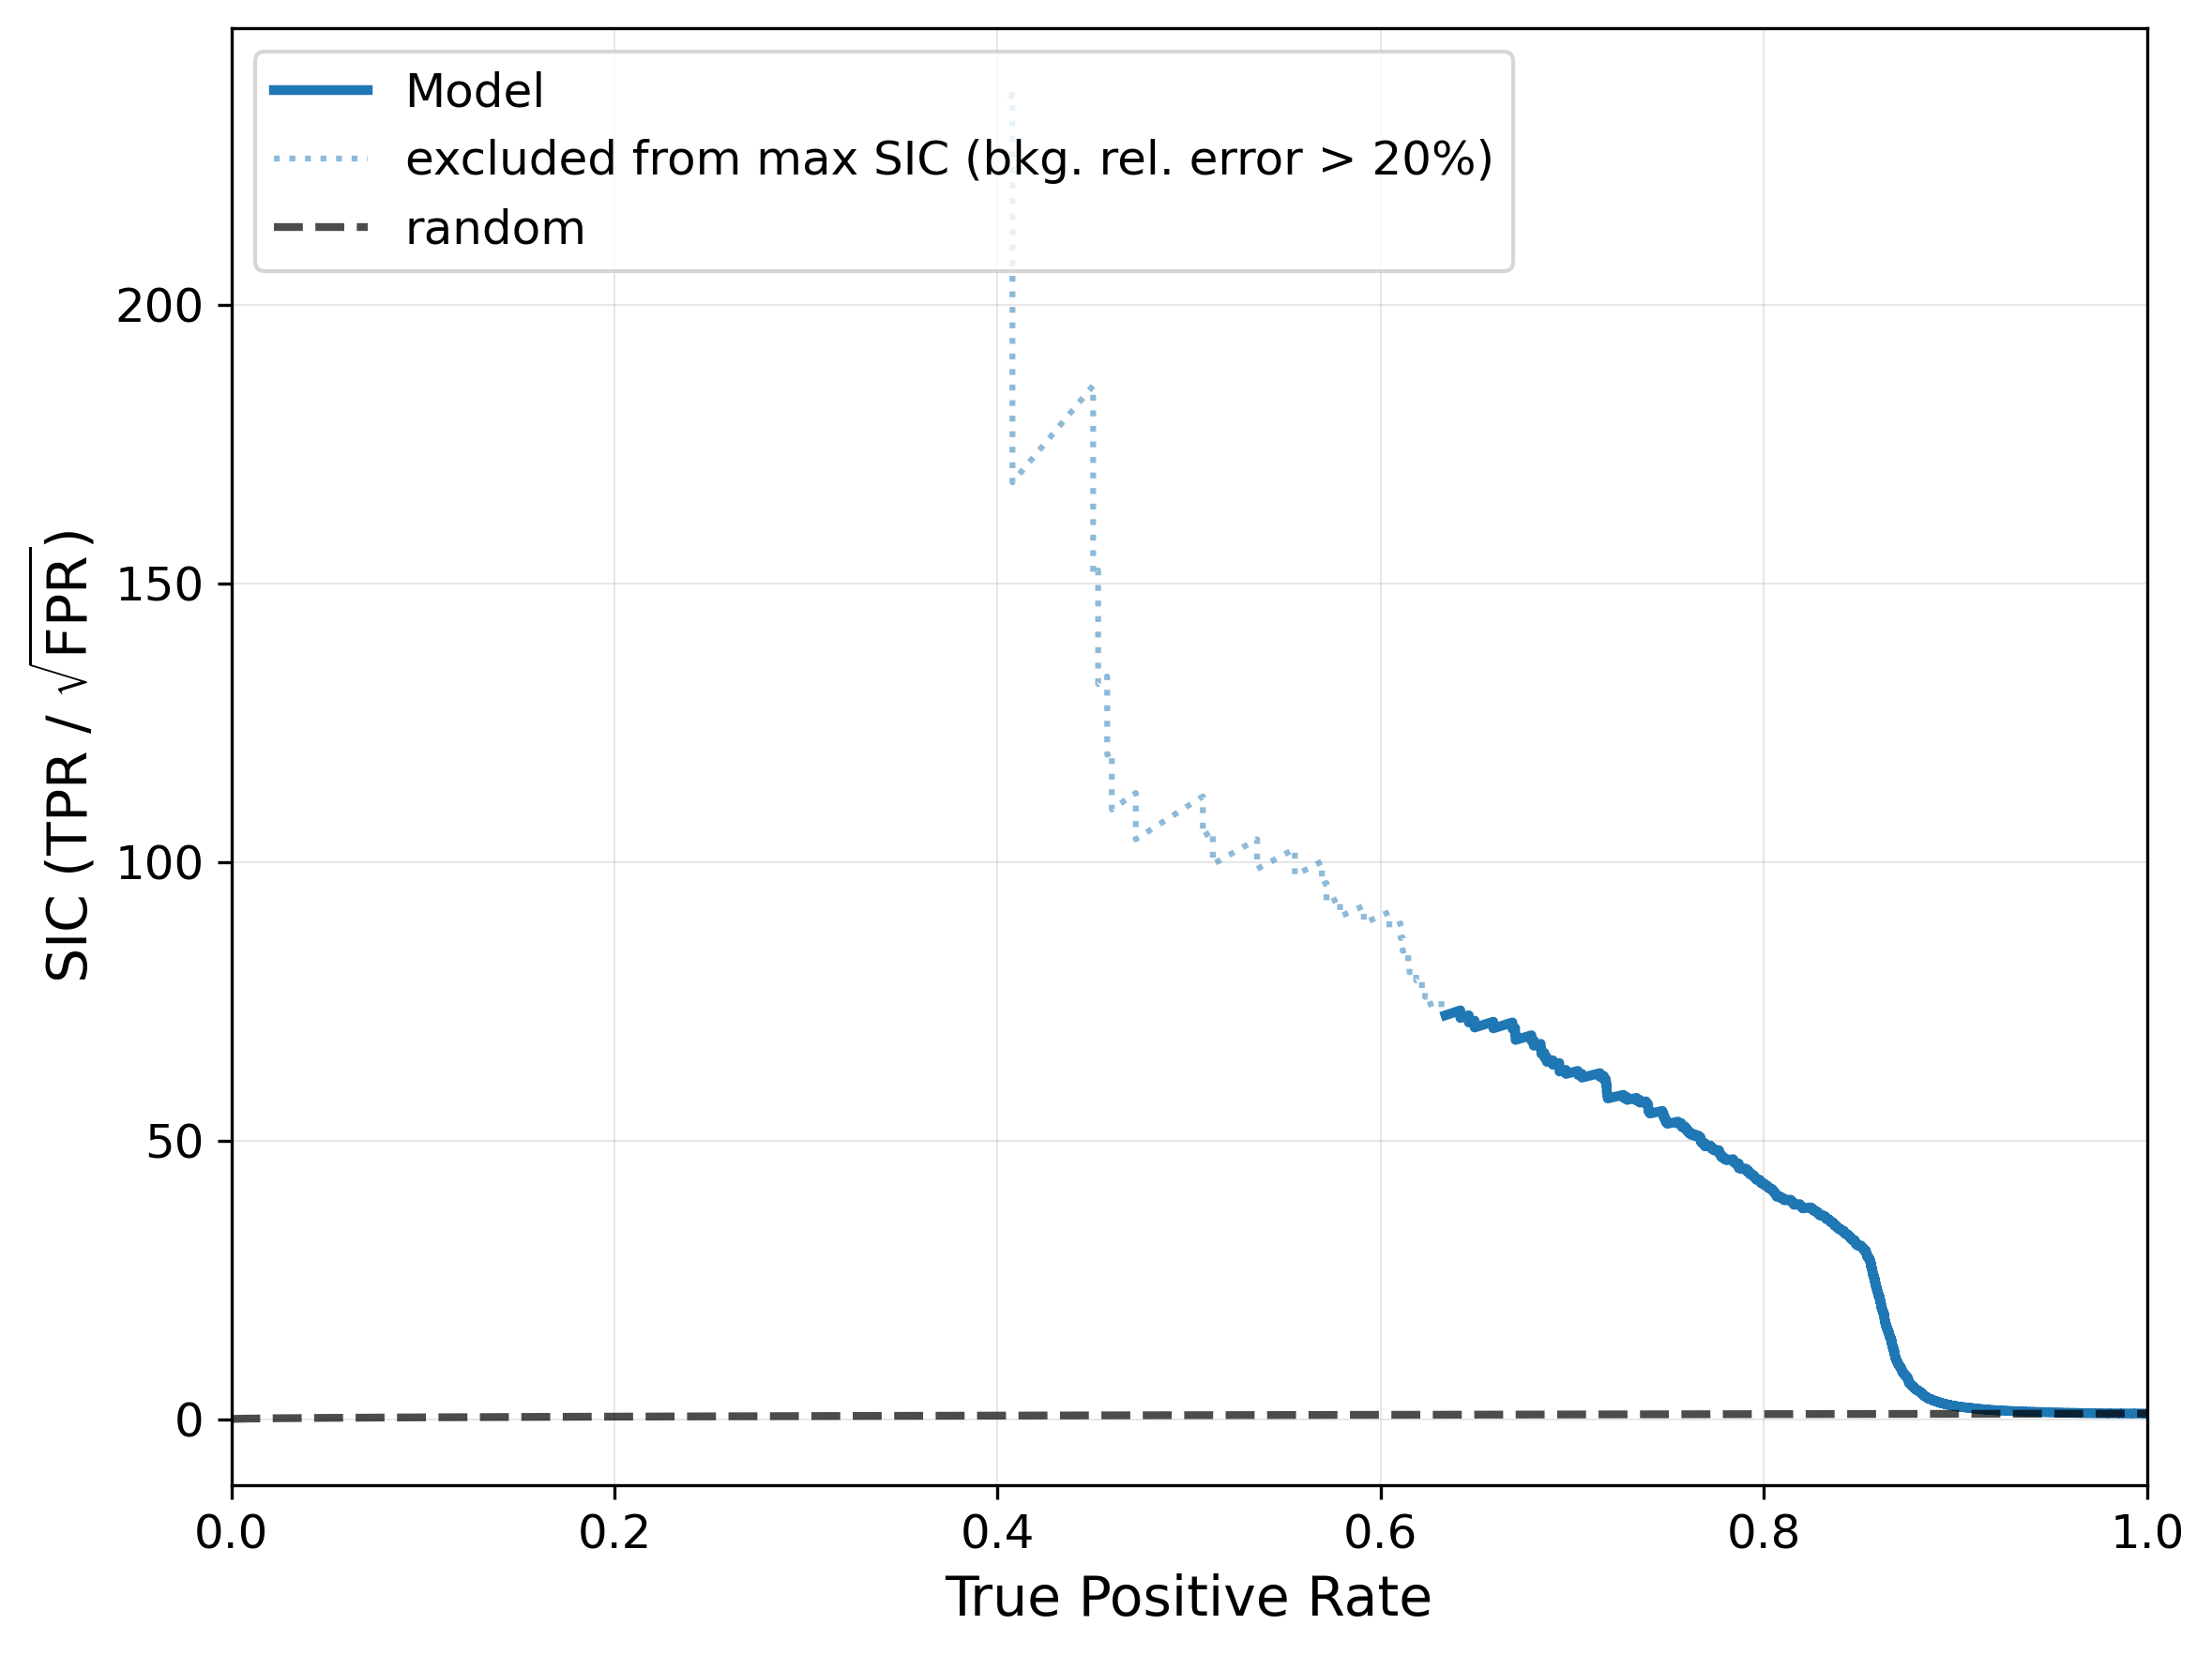 Model
excluded from max SIC (bkg. rel. error > 20%)
random
200
150
100
50
0
SIC (TPR / √FPR)
0.0 0.2 0.4 0.6 0.8 1.0
True Positive Rate